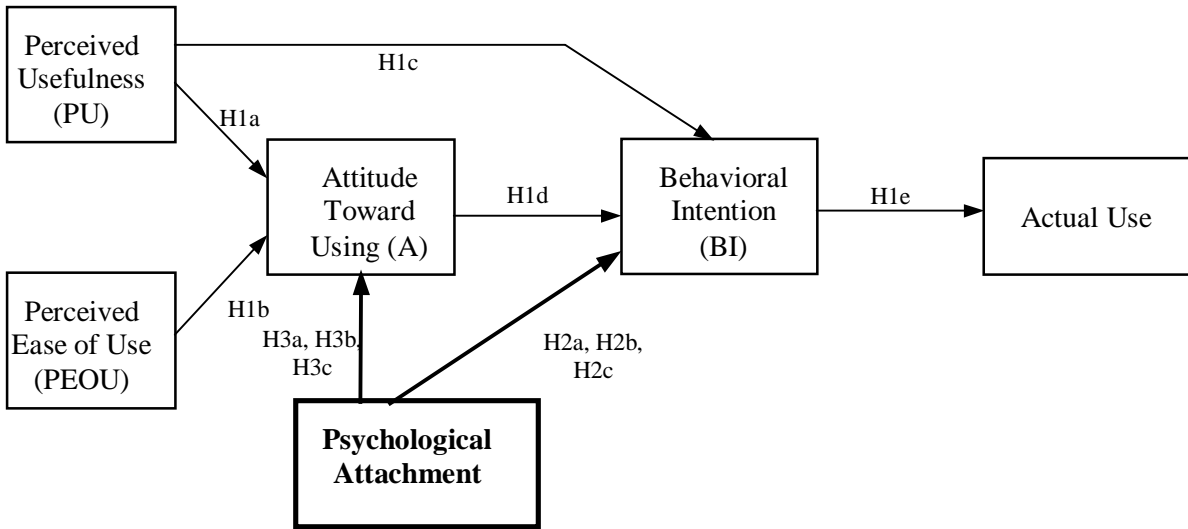 Perceived
Usefulness
(PU)
H1c
H1a
Attitude
Toward
Using (A)
H1d
Behavioral
Intention
(BI)
H1e
Actual Use
Perceived
Ease of Use
(PEOU)
H1b
H3a, H3b,
H3c
H2a, H2b,
H2c
Psychological
Attachment